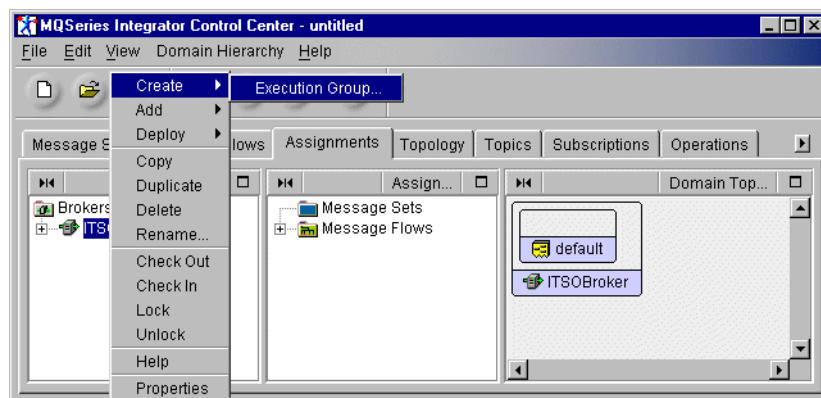 MQSeries Integrator Control Center - untitled
File Edit View Domain Hierarchy Help
Create
Execution Group...
Add
Deploy
Copy
Duplicate
Delete
Rename...
Check Out
Check In
Lock
Unlock
Help
Properties
Message S lows Assignments Topology Topics Subscriptions Operations
Assign... Domain Top...
Brokers
ITSO
Message Sets
Message Flows
default
ITSOBroker